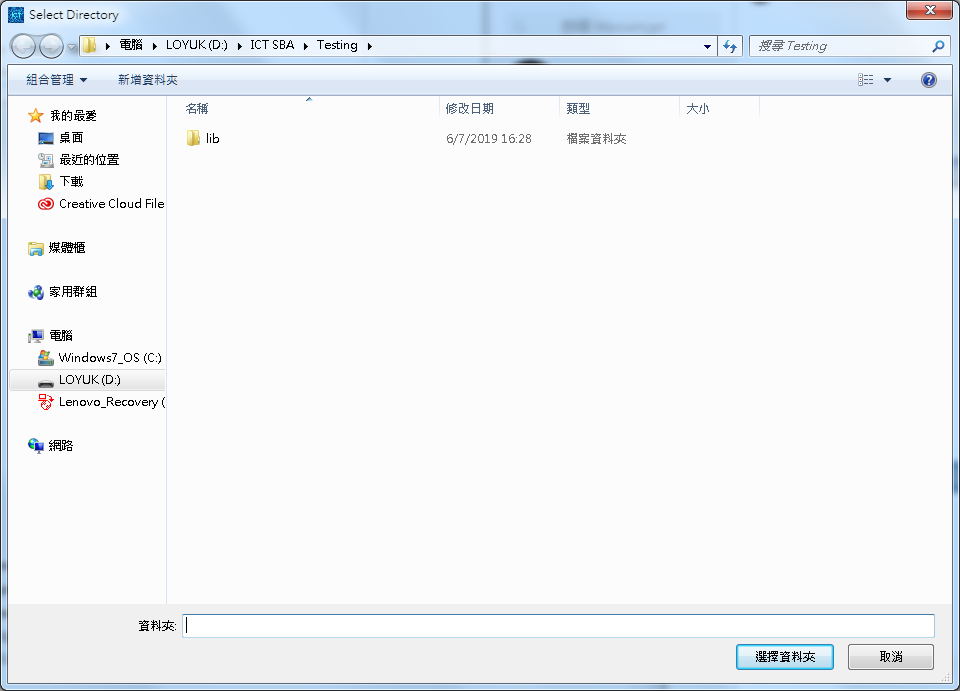 Select Directory
電腦 LOYUK (D:) ICT SBA Testing
搜尋 Testing
組合管理 新增資料夾
名稱 修改日期 類型 大小
lib 6/7/2019 16:28 檔案資料夾
我的最愛
桌面
最近的位置
下載
Creative Cloud File
媒體櫃
家用群組
電腦
Windows7_OS (C:)
LOYUK (D:)
Lenovo_Recovery (
網路
資料夾:
選擇資料夾 取消